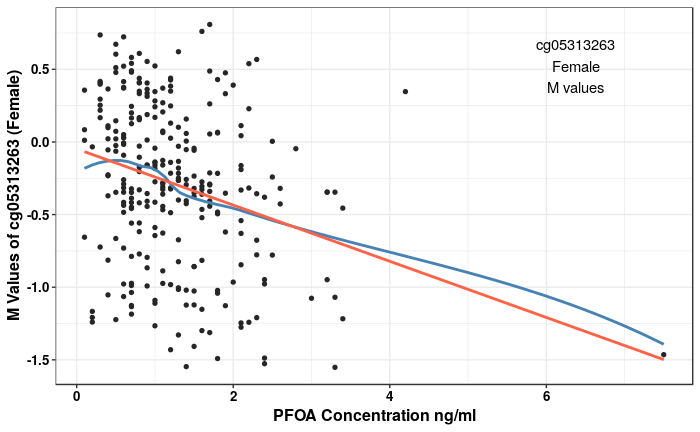 cg05313263
Female
M values
M Values of cg05313263 (Female)
0.5
0.0
-0.5
-1.0
-1.5
0
2
4
6
PFOA Concentration ng/ml